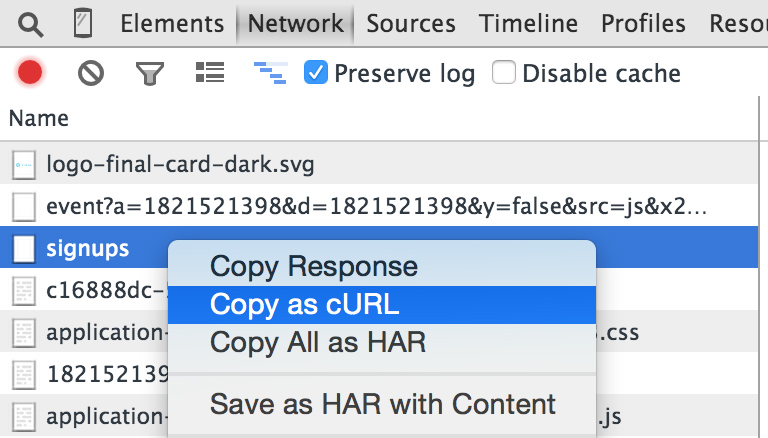 Elements Network Sources Timeline Profiles Reso
Preserve log Disable cache
Name
logo-final-card-dark.svg
event?a=1821521398&d=1821521398&y=false&src=js&x2...
signups
Copy Response
c16888dc-
Copy as cURL
application- .css
Copy All as HAR
182152139
application- .js
Save as HAR with Content